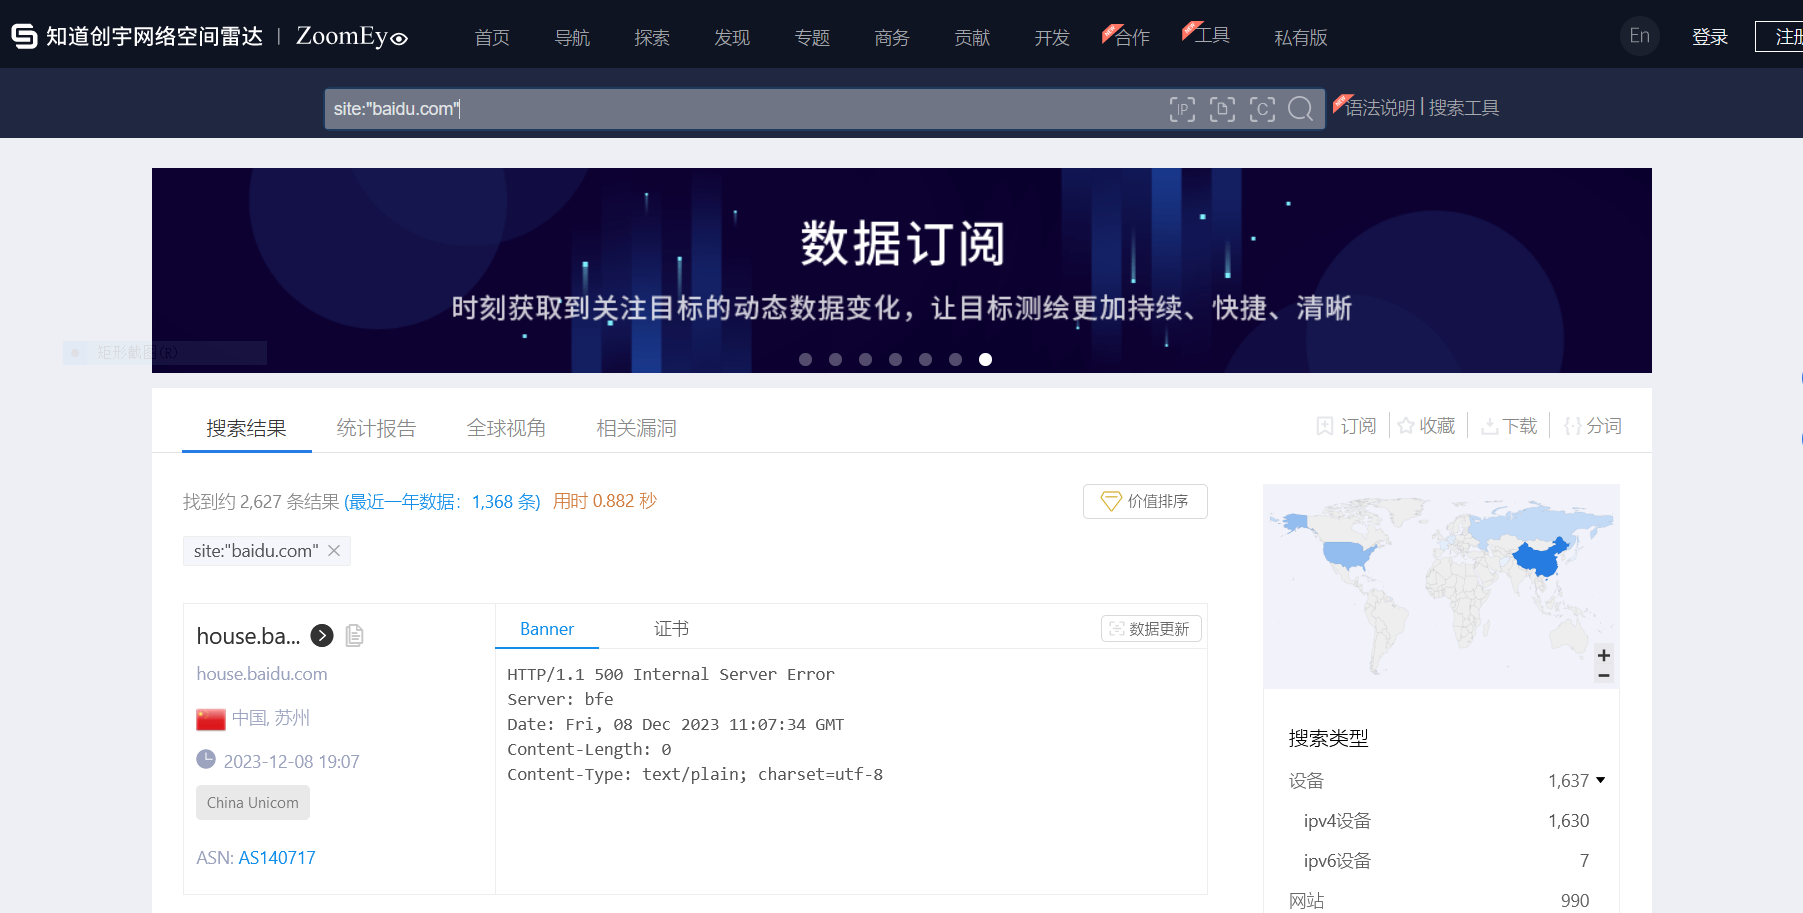 知道创宇网络空间雷达 | ZoomEye
首页 导航 探索 发现 专题 商务 贡献 开发 NEW 合作 NEW 工具 私有版 En 登录 注册
site:"baidu.com" IP C NEW 语法说明 | 搜索工具
数据订阅
时刻获取到关注目标的动态数据变化，让目标测绘更加持续、快捷、清晰
矩形截图(R)
搜索结果 统计报告 全球视角 相关漏洞 订阅 收藏 下载 分词
找到约 2,627 条结果 (最近一年数据：1,368 条) 用时 0.882 秒 价值排序
site:"baidu.com"
house.ba...
house.baidu.com
中国, 苏州
2023-12-08 19:07
China Unicom
ASN: AS140717
Banner 证书 数据更新
HTTP/1.1 500 Internal Server Error
Server: bfe
Date: Fri, 08 Dec 2023 11:07:34 GMT
Content-Length: 0
Content-Type: text/plain; charset=utf-8
+
−
搜索类型
设备 1,637
ipv4设备 1,630
ipv6设备 7
网站 990